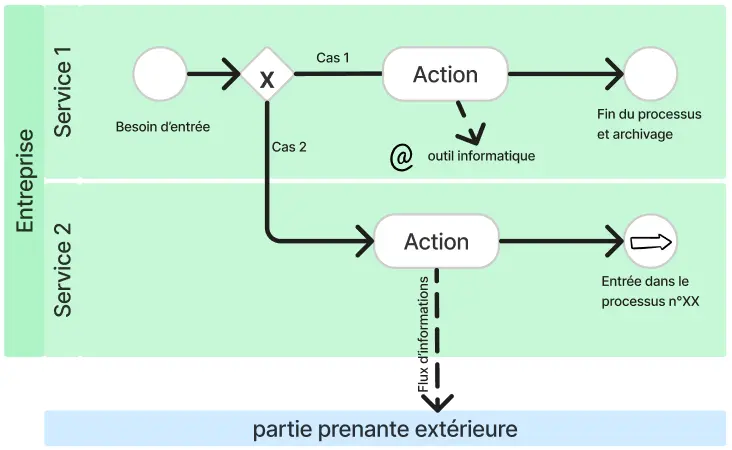 Entreprise
Service 1
Besoin d’entrée
X
Cas 1
Action
Fin du processus
et archivage
@ outil informatique
Cas 2
Service 2
Action
Entrée dans le
processus n°XX
Flux d’informations
partie prenante extérieure